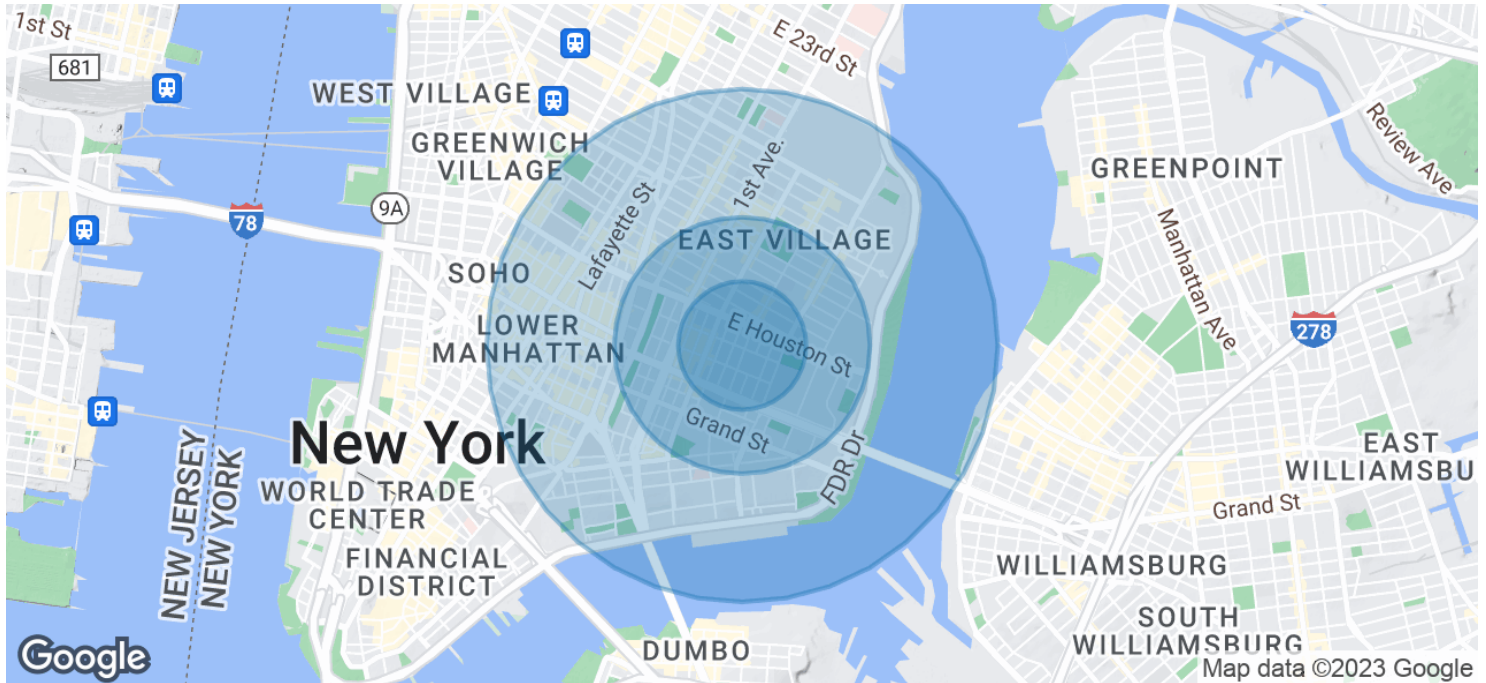 1st St
681
E 23rd St
WEST VILLAGE
GREENWICH
VILLAGE
1st Ave.
Review Ave
GREENPOINT
9A
78
Lafayette St
EAST VILLAGE
Manhattan Ave
SOHO
LOWER
MANHATTAN
E Houston St
278
Grand St
New York
FDR Dr
EAST
WILLIAMSBU
NEW JERSEY
NEW YORK
WORLD TRADE
CENTER
Grand St
FINANCIAL
DISTRICT
WILLIAMSBURG
SOUTH
WILLIAMSBURG
DUMBO
Google
Map data ©2023 Google